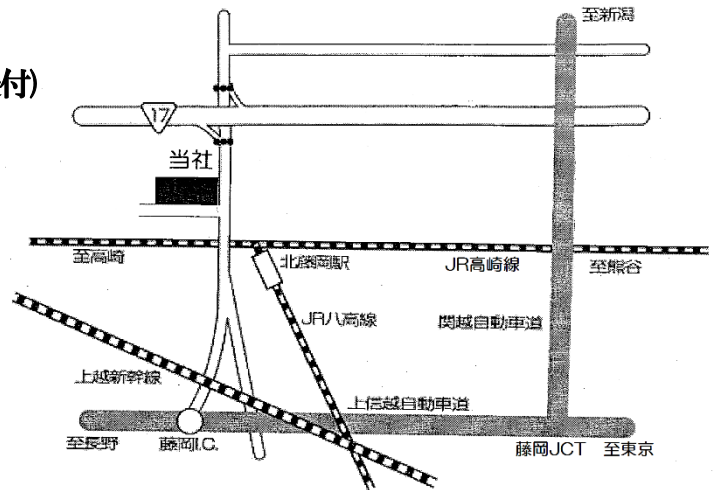 至新潟
付)
17
当社
至高崎
北藤岡駅
JR高崎線
至熊谷
JR八高線
関越自動車道
上越新幹線
上信越自動車道
至長野
藤岡I.C.
藤岡JCT
至東京